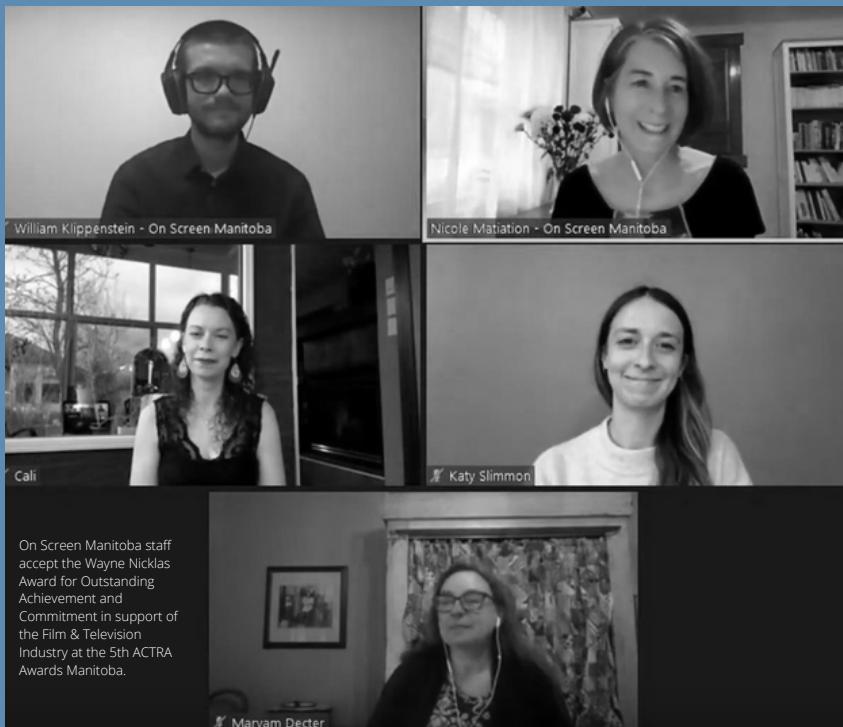 William Klippenstein - On Screen Manitoba
Nicole Matiation - On Screen Manitoba
Cali
Katy Slimmon
On Screen Manitoba staff
accept the Wayne Nicklas
Award for Outstanding
Achievement and
Commitment in support of
the Film & Television
Industry at the 5th ACTRA
Awards Manitoba.
Maryam Decter